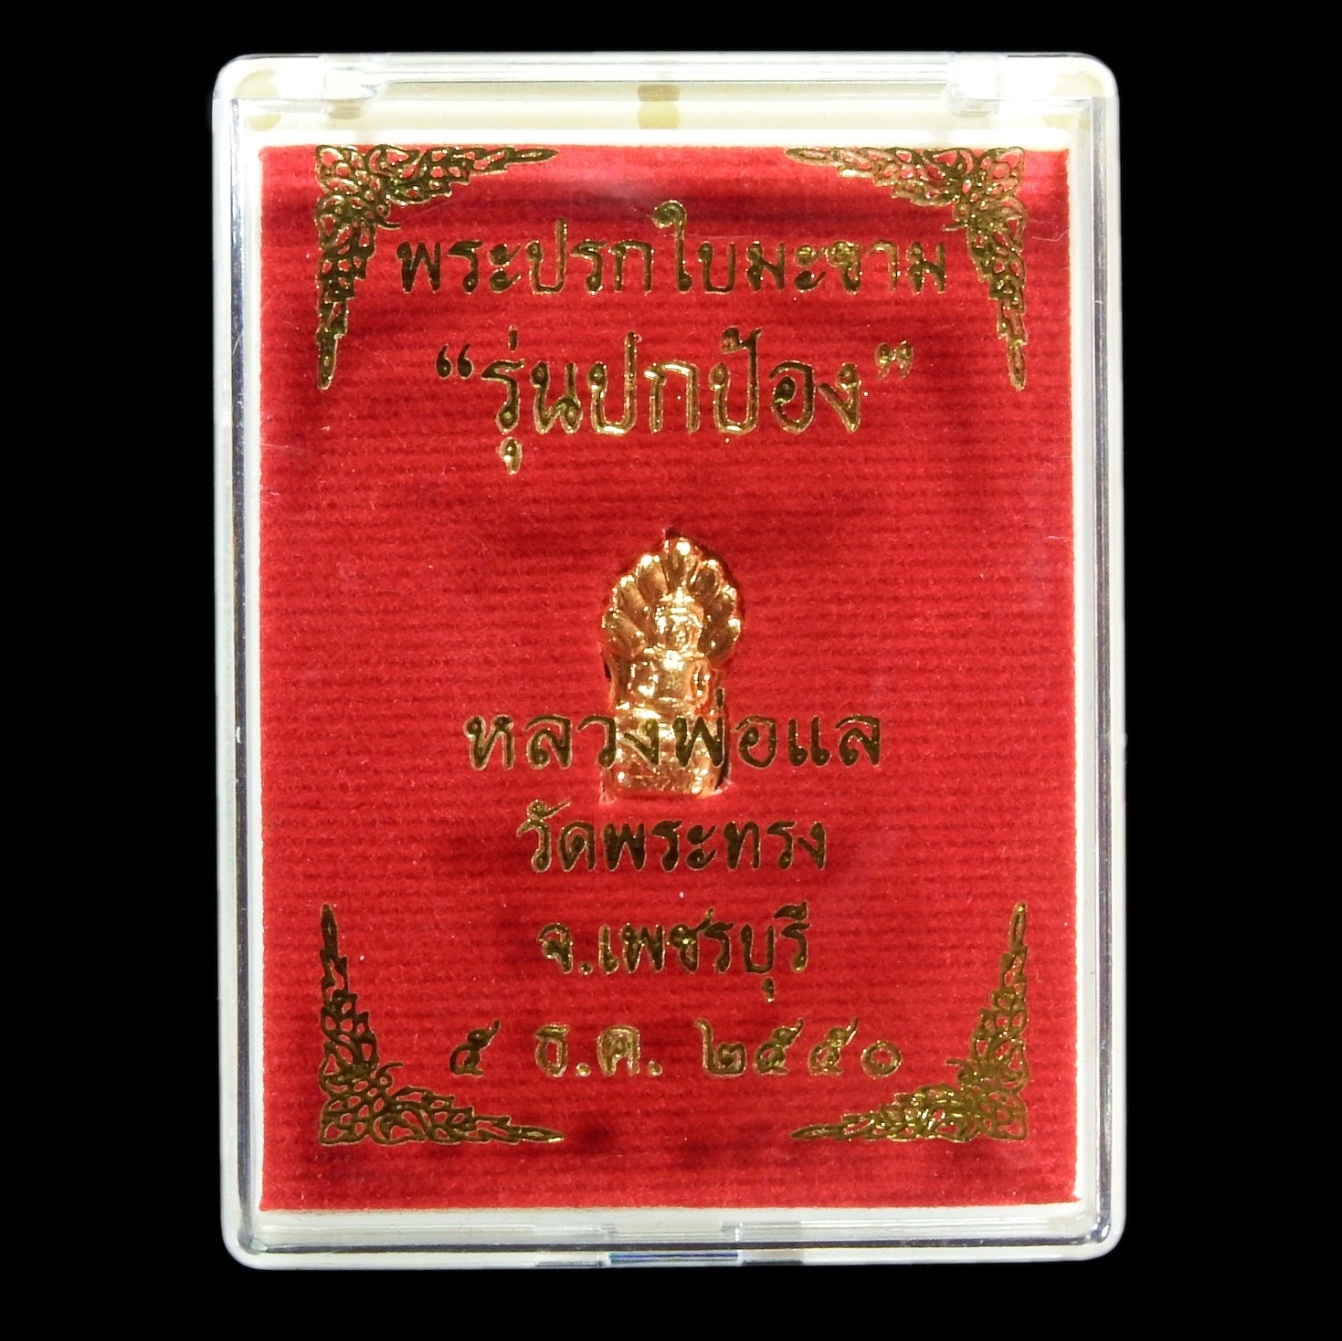 พระปรกใบมะขาม
“รุ่นปกป้อง”
หลวงพ่อแล
วัดพระทรง
จ.เพชรบุรี
๕ ธ.ค. ๒๕๕๐